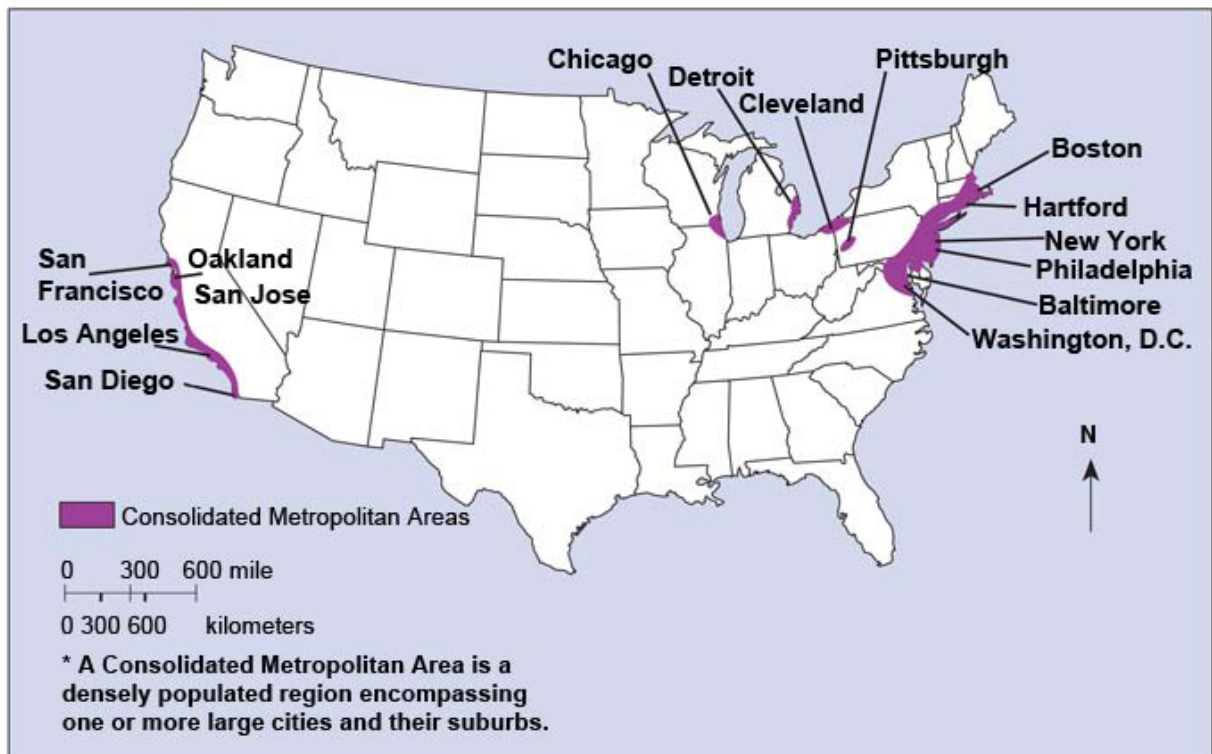 Chicago
Detroit
Cleveland
Pittsburgh
Boston
Hartford
New York
Philadelphia
Baltimore
Washington, D.C.
San
Francisco
Oakland
San Jose
Los Angeles
San Diego
N
Consolidated Metropolitan Areas
0 300 600 mile
0 300 600 kilometers
* A Consolidated Metropolitan Area is a
densely populated region encompassing
one or more large cities and their suburbs.